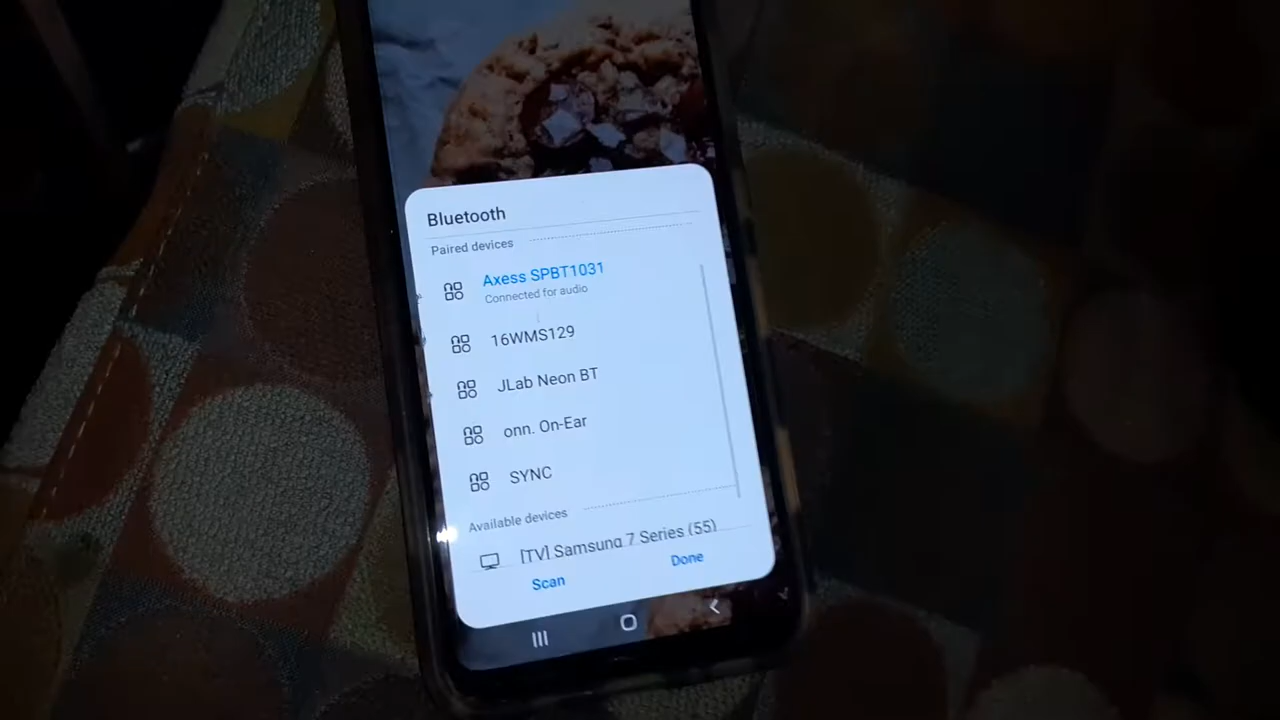 Bluetooth
Paired devices
Axess SPBT1031
Connected for audio
16WMS129
JLab Neon BT
onn. On-Ear
SYNC
Available devices
[TV] Samsung 7 Series (55)
Scan
Done